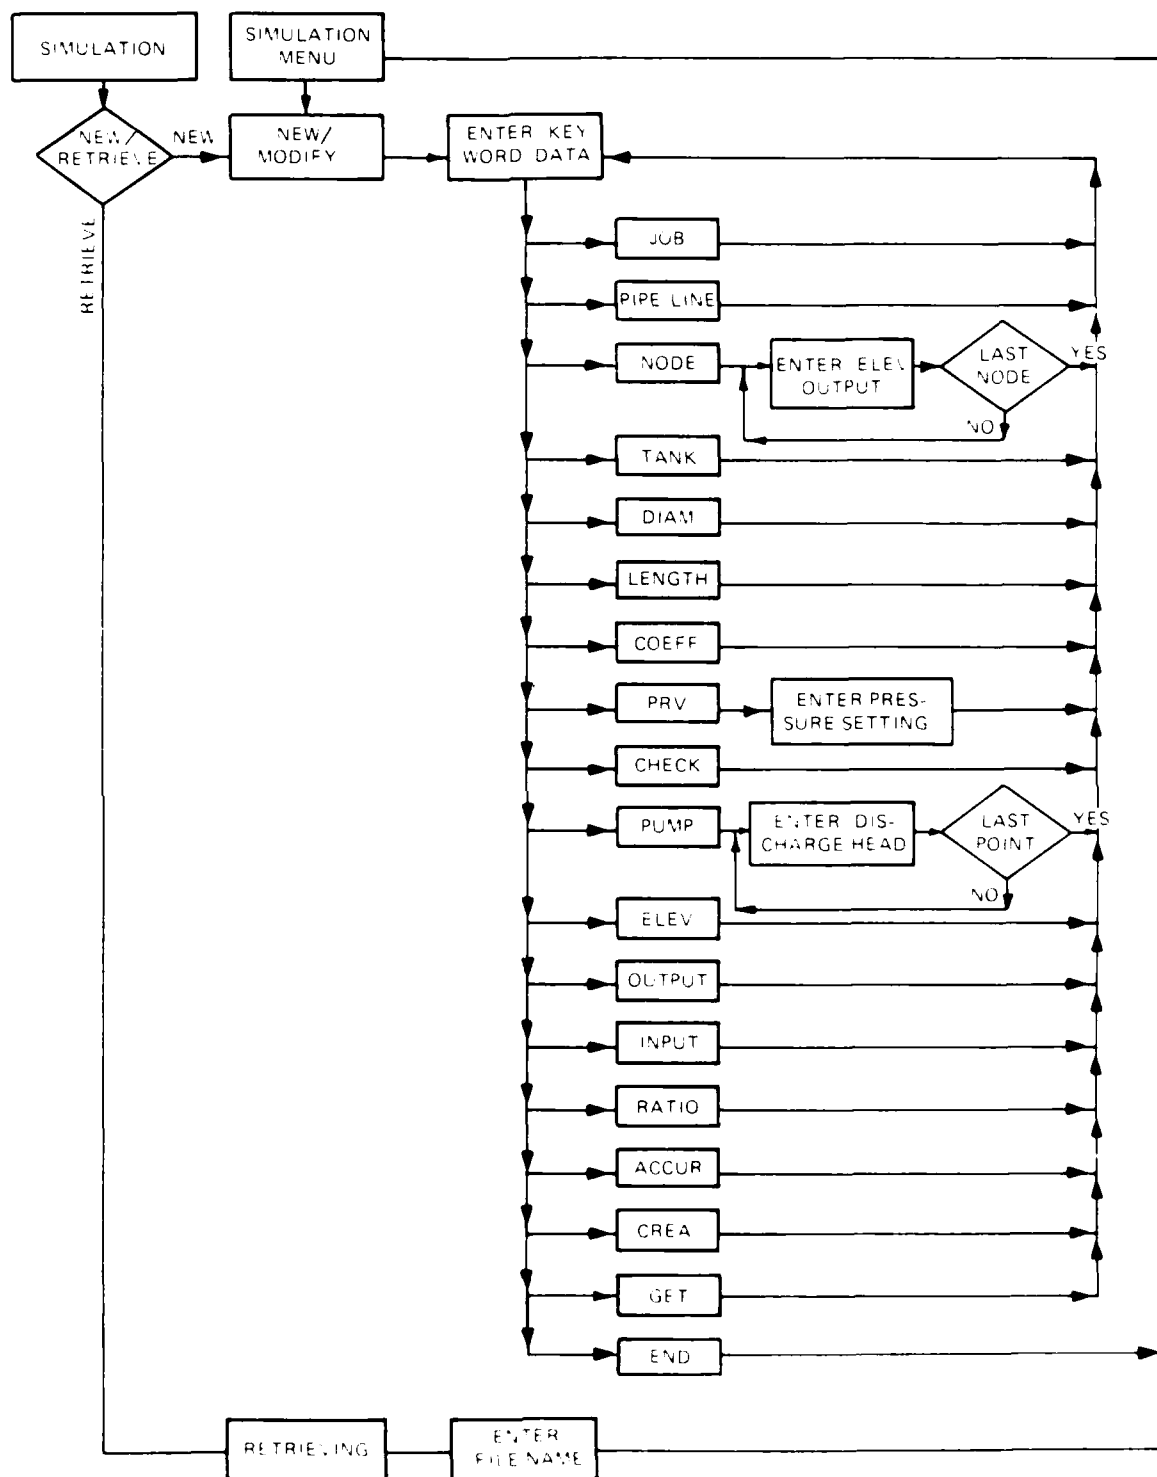 SIMULATION
SIMULATION
MENU
NEW/
RETRIEVE
NEW
NEW/
MODIFY
ENTER KEY
WORD DATA
RETRIEVE
JOB
PIPE LINE
NODE
ENTER ELEV
OUTPUT
LAST
NODE
YES
NO
TANK
DIAM
LENGTH
COEFF
PRV
ENTER PRES-
SURE SETTING
CHECK
PUMP
ENTER DIS-
CHARGE HEAD
LAST
POINT
YES
NO
ELEV
OUTPUT
INPUT
RATIO
ACCUR
CREA
GET
END
RETRIEVING
ENTER
FILE NAME